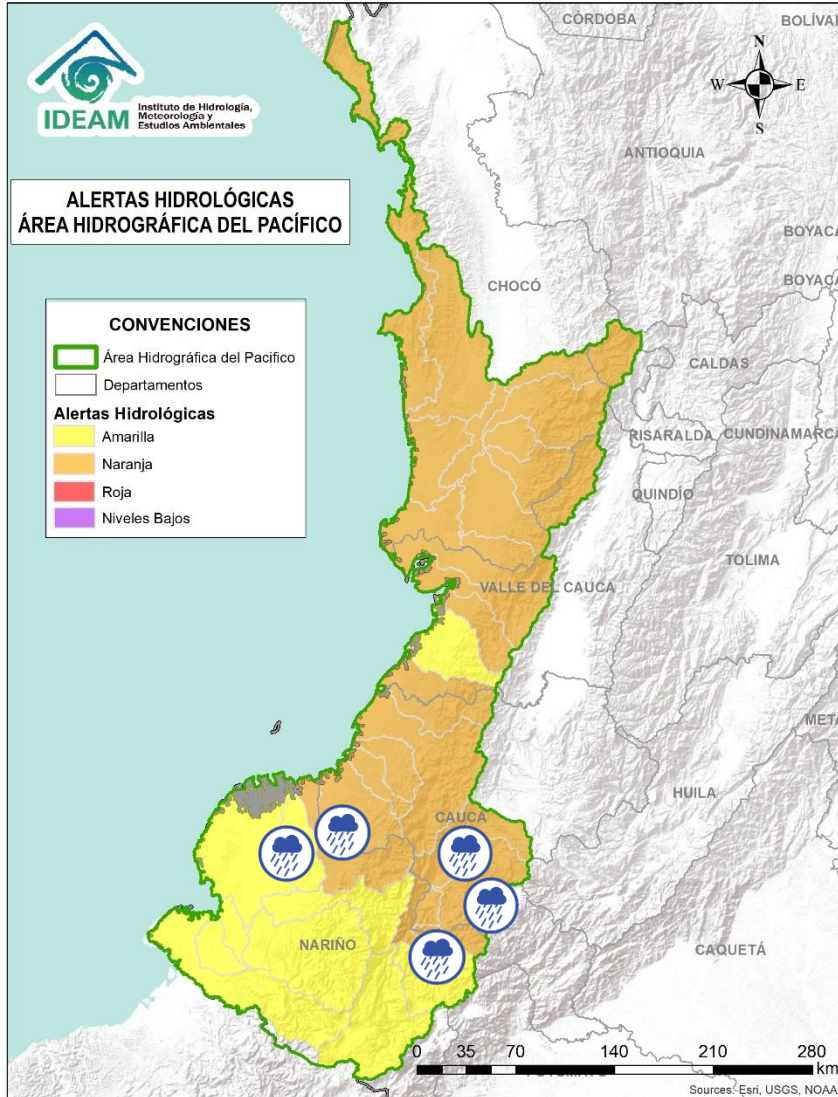 CÓRDOBA
BOLÍVAR
N
W
E
S
IDEAM
Instituto de Hidrología,
Meteorología y
Estudios Ambientales
ANTIOQUIA
ALERTAS HIDROLÓGICAS
ÁREA HIDROGRÁFICA DEL PACÍFICO
BOYACÁ
BOYACÁ
CHOCÓ
CONVENCIONES
Área Hidrográfica del Pacifico
Departamentos
Alertas Hidrológicas
Amarilla
Naranja
Roja
Niveles Bajos
CALDAS
RISARALDA
CUNDINAMARCA
QUINDÍO
TOLIMA
VALLE DEL CAUCA
META
HUILA
CAUCA
NARIÑO
CAQUETÁ
0 35 70 140 210 280
km
Sources: Esri, USGS, NOAA